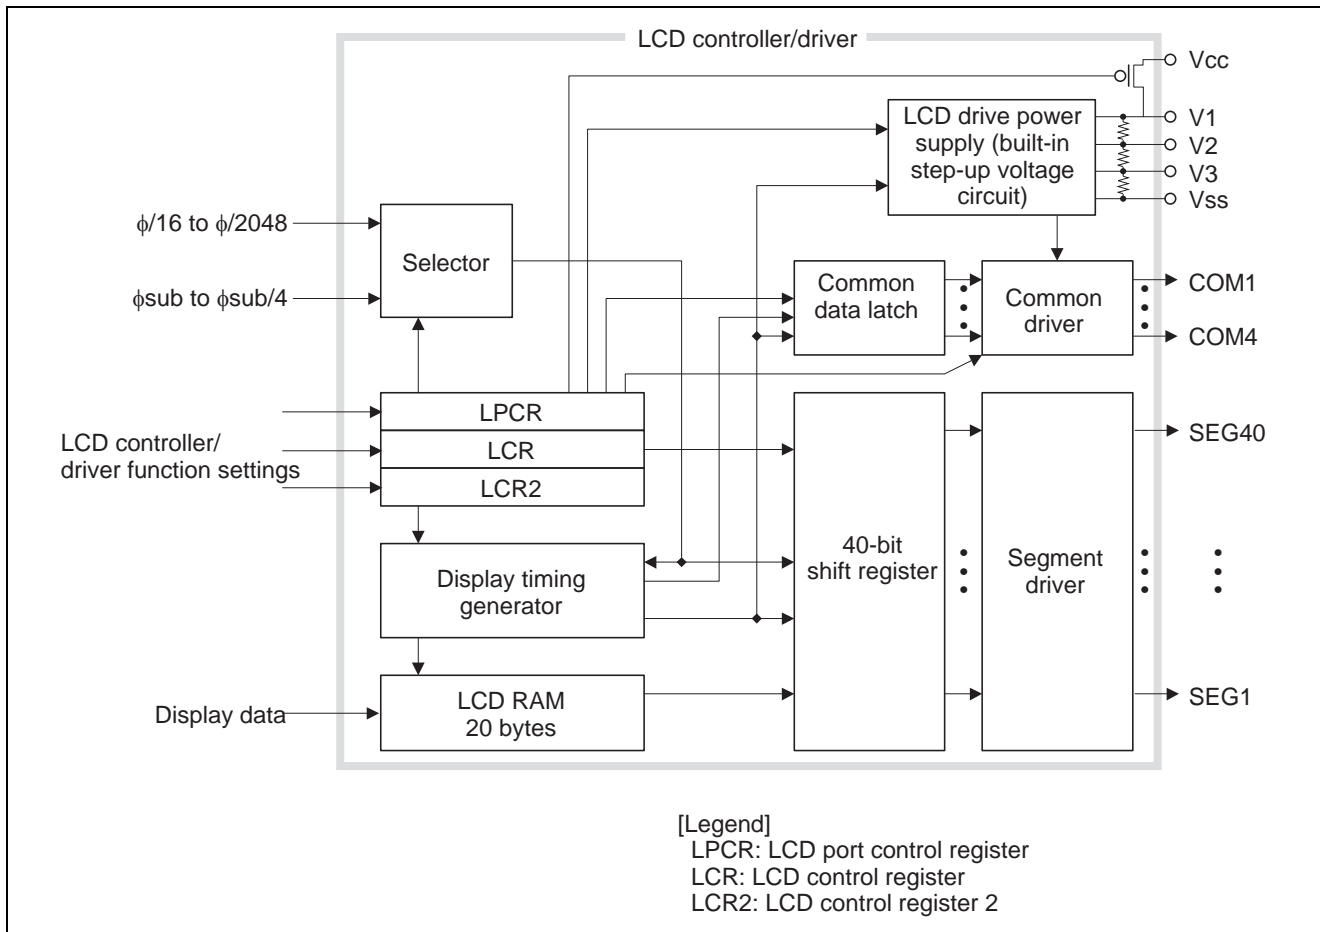 LCD controller/driver
Vcc
LCD drive power
supply (built-in
step-up voltage
circuit)
V1
V2
V3
Vss
ϕ/16 to ϕ/2048
ϕsub to ϕsub/4
Selector
Common
data latch
Common
driver
COM1
COM4
LCD controller/
driver function settings
LPCR
LCR
LCR2
SEG40
Display timing
generator
40-bit
shift register
Segment
driver
Display data
LCD RAM
20 bytes
SEG1
[Legend]
LPCR: LCD port control register
LCR: LCD control register
LCR2: LCD control register 2